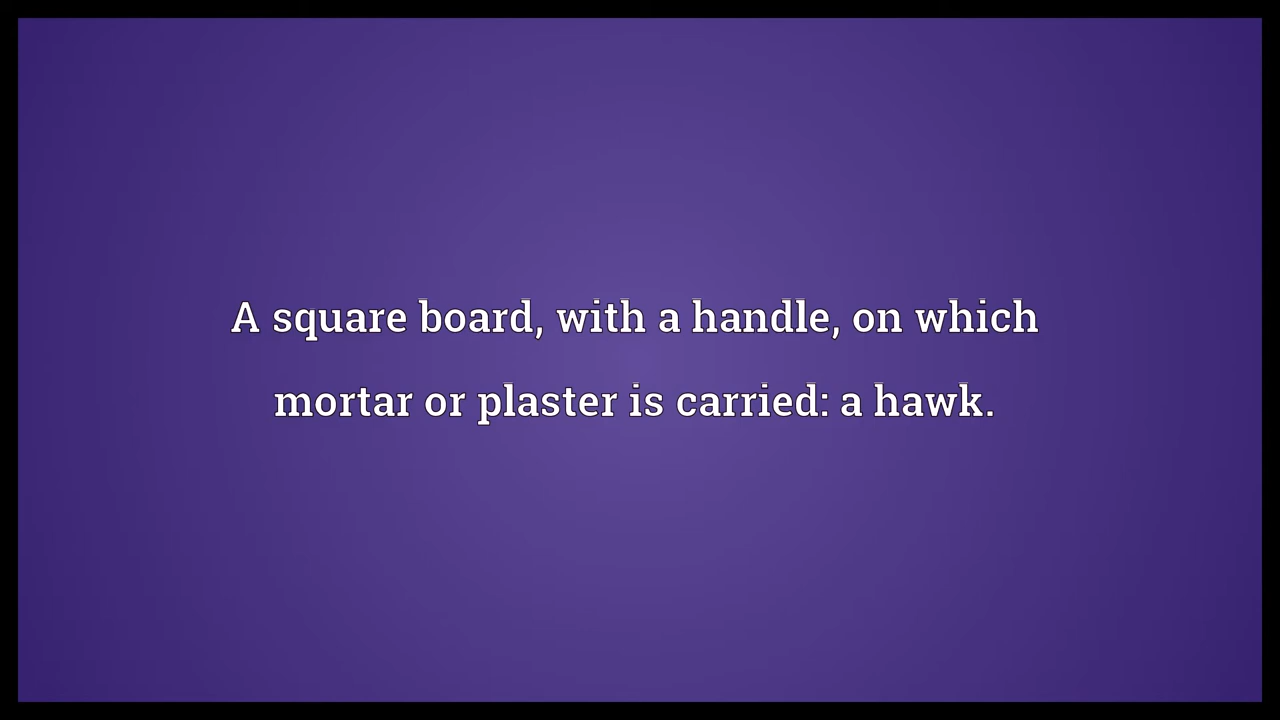 A square board, with a handle, on which
mortar or plaster is carried: a hawk.